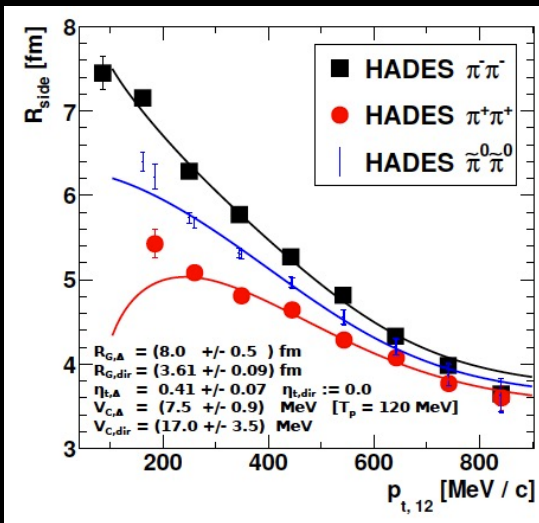 R_side [fm]
8
7
6
5
4
3
HADES π⁻π⁻
HADES π⁺π⁺
HADES π̃⁰π̃⁰
R_G,Δ = (8.0 +/- 0.5 ) fm
R_G,dir = (3.61 +/- 0.09) fm
η_t,Δ = 0.41 +/- 0.07 η_t,dir := 0.0
V_C,Δ = (7.5 +/- 0.9) MeV [T_p = 120 MeV]
V_C,dir = (17.0 +/- 3.5) MeV
200 400 600 800
p_t, 12 [MeV / c]